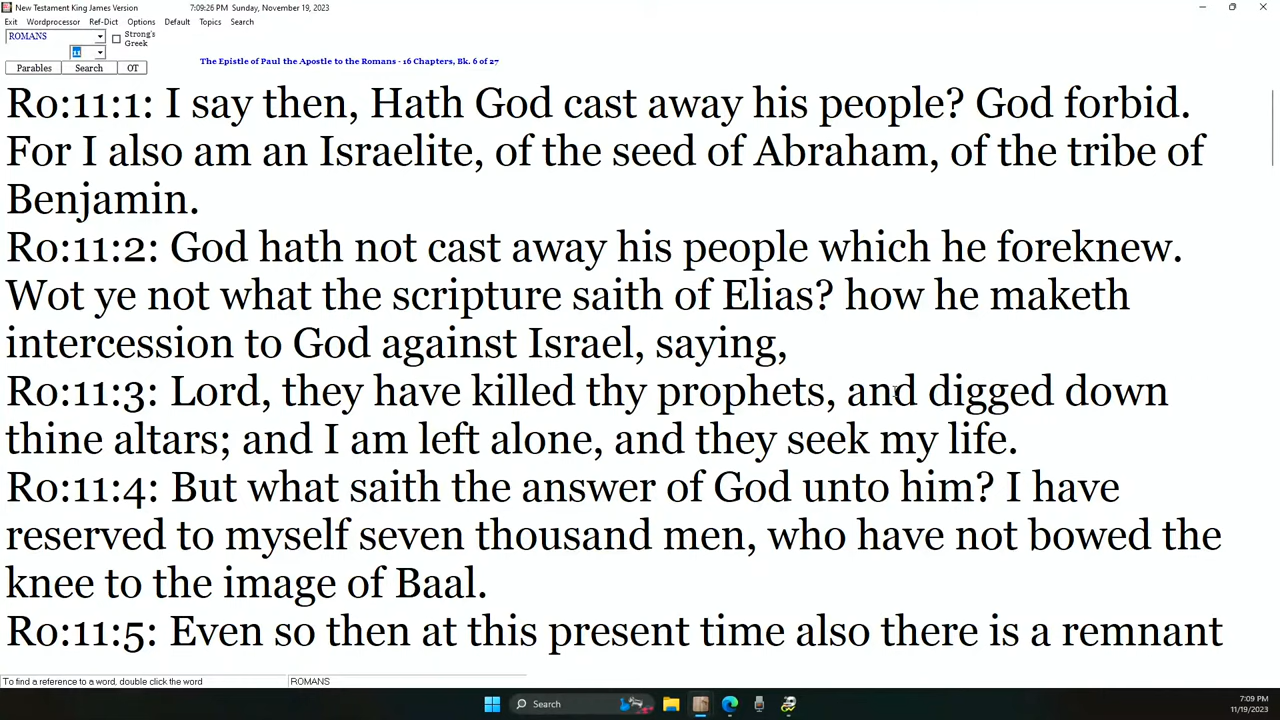 New Testament King James Version 7:09:26 PM Sunday, November 19, 2023
Exit Wordprocessor Ref-Dict Options Default Topics Search
ROMANS
Strong's
Greek
11
The Epistle of Paul the Apostle to the Romans - 16 Chapters, Bk. 6 of 27
Parables Search OT
Ro:11:1: I say then, Hath God cast away his people? God forbid.
For I also am an Israelite, of the seed of Abraham, of the tribe of
Benjamin.
Ro:11:2: God hath not cast away his people which he foreknew.
Wot ye not what the scripture saith of Elias? how he maketh
intercession to God against Israel, saying,
Ro:11:3: Lord, they have killed thy prophets, and digged down
thine altars; and I am left alone, and they seek my life.
Ro:11:4: But what saith the answer of God unto him? I have
reserved to myself seven thousand men, who have not bowed the
knee to the image of Baal.
Ro:11:5: Even so then at this present time also there is a remnant
To find a reference to a word, double click the word ROMANS
Search
7:09 PM
11/19/2023